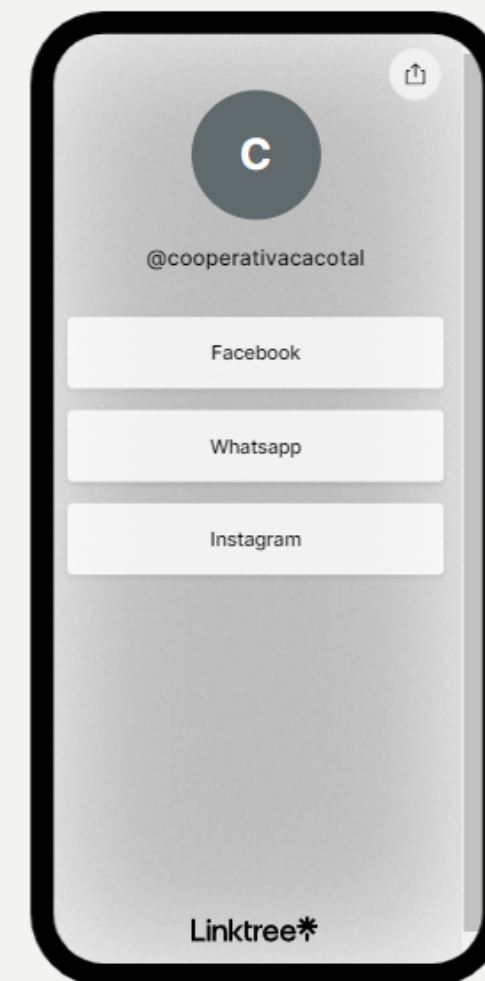 C
@cooperativacacotal
Facebook
Whatsapp
Instagram
Linktree